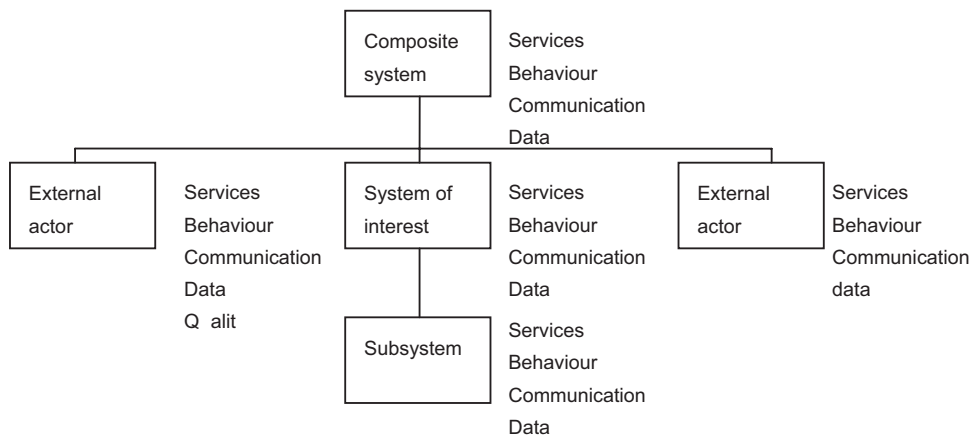 Composite
system
Services
Behaviour
Communication
Data
External
actor
Services
Behaviour
Communication
Data
Q alit
System of
interest
Services
Behaviour
Communication
Data
External
actor
Services
Behaviour
Communication
data
Subsystem
Services
Behaviour
Communication
Data